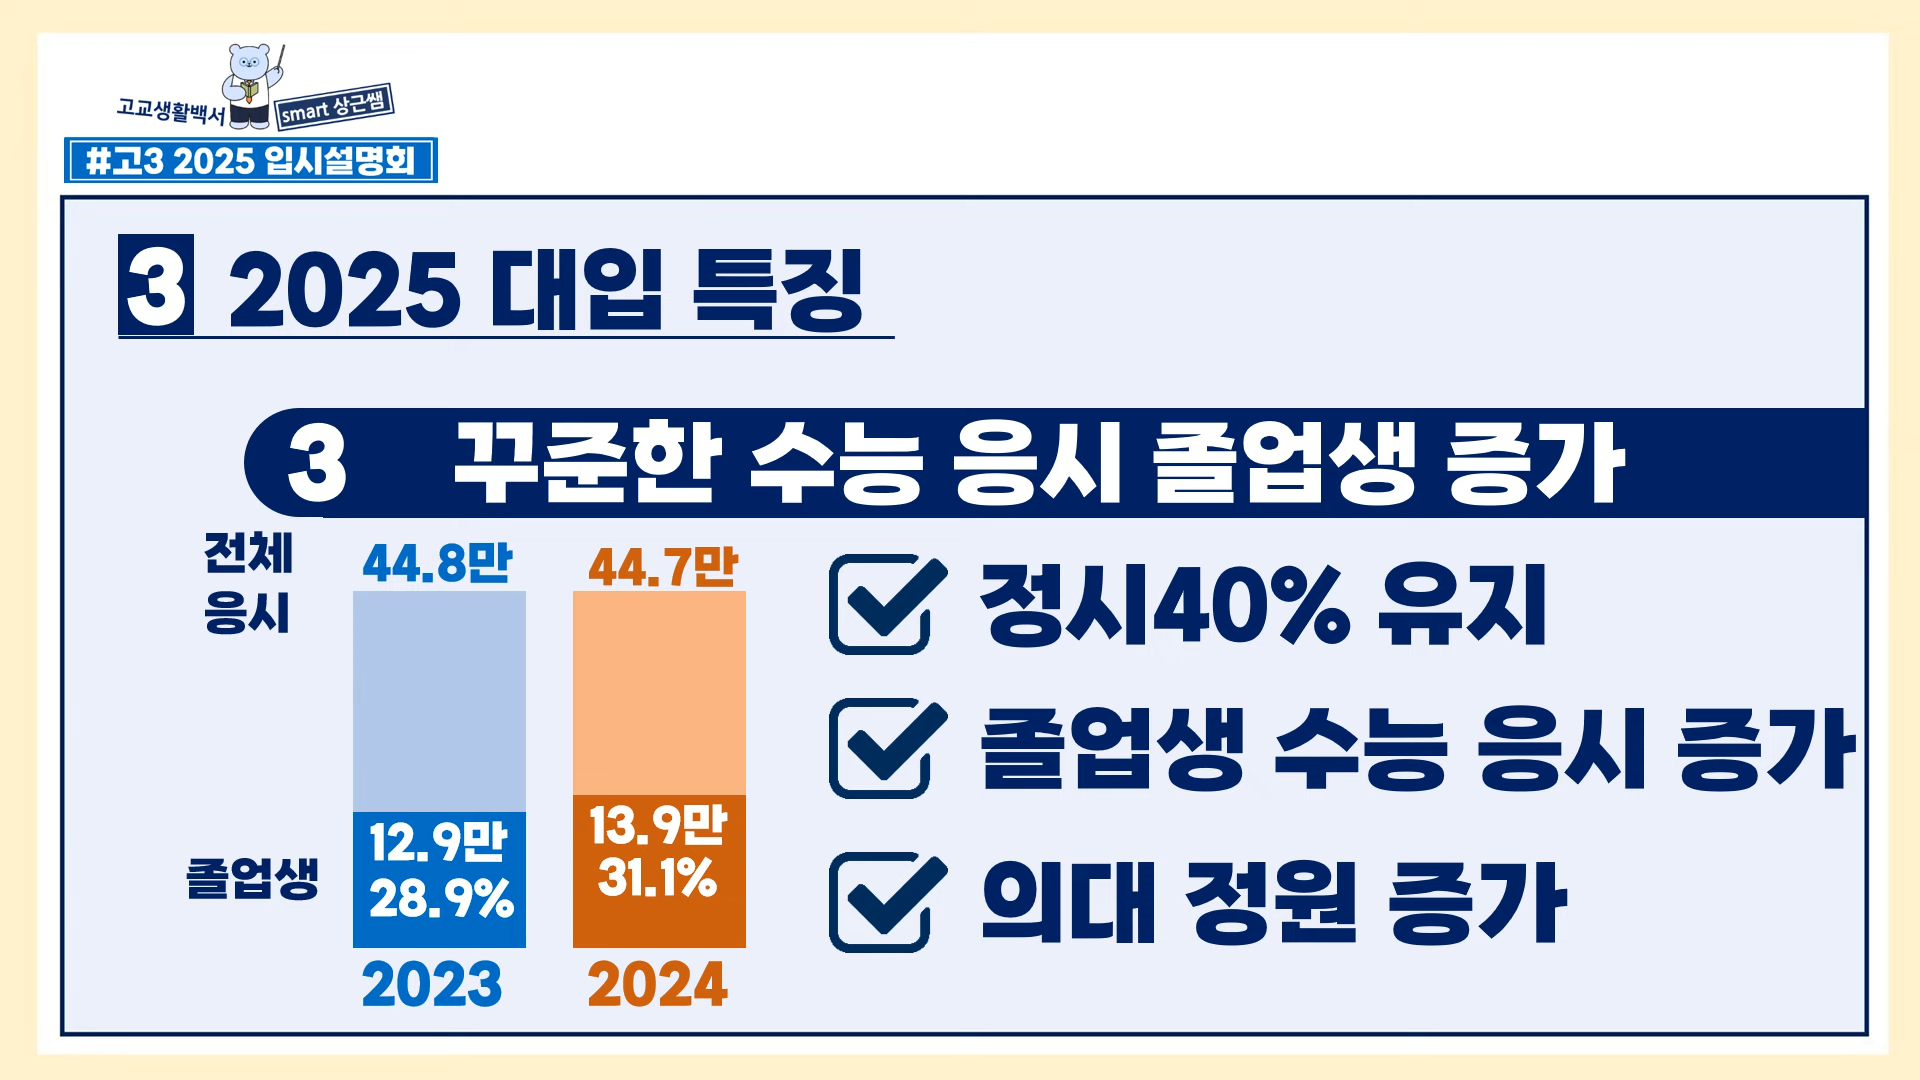 고교생활백서
smart 상근쌤
#고3 2025 입시설명회
3 2025 대입 특징
3 꾸준한 수능 응시 졸업생 증가
전체
응시
44.8만
44.7만
12.9만
28.9%
13.9만
31.1%
졸업생
2023
2024
정시40% 유지
졸업생 수능 응시 증가
의대 정원 증가